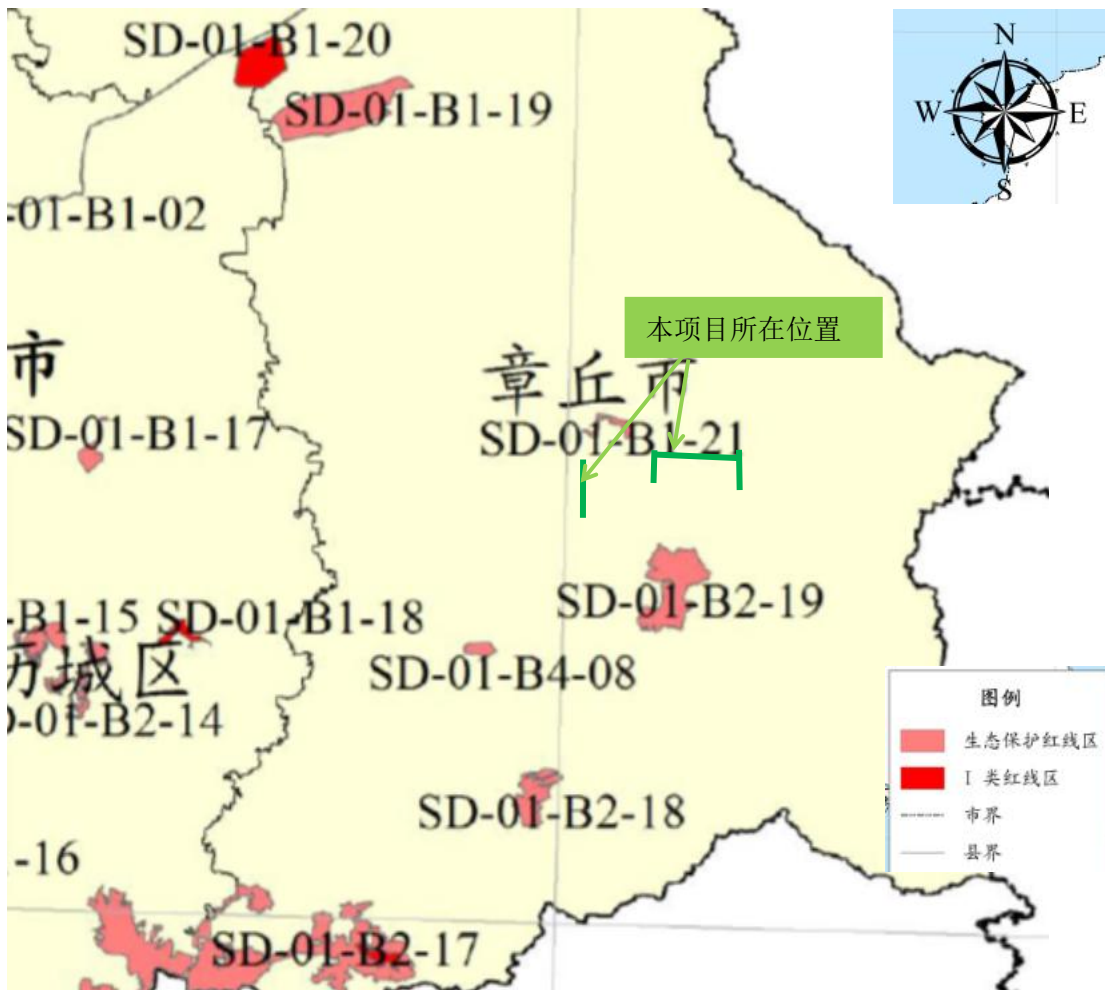 SD-01-B1-20
N
W
E
S
SD-01-B1-19
-01-B1-02
本项目所在位置
市
章丘市
SD-01-B1-17
SD-01-B1-21
SD-01-B2-19
-B1-15
SD-01-B1-18
历城区
SD-01-B4-08
-01-B2-14
图例
生态保护红线区
I 类红线区
市界
县界
SD-01-B2-18
-16
SD-01-B2-17